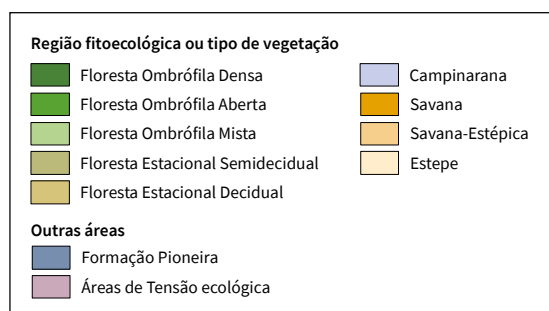 Região fitoecológica ou tipo de vegetação
Floresta Ombrófila Densa
Floresta Ombrófila Aberta
Floresta Ombrófila Mista
Floresta Estacional Semidecidual
Floresta Estacional Decidual
Campinarana
Savana
Savana-Estépica
Estepe
Outras áreas
Formação Pioneira
Áreas de Tensão ecológica